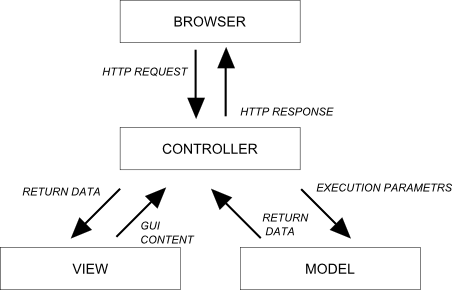 BROWSER
HTTP REQUEST
HTTP RESPONSE
CONTROLLER
RETURN DATA
EXECUTION PARAMETRS
GUI
CONTENT
RETURN
DATA
VIEW
MODEL